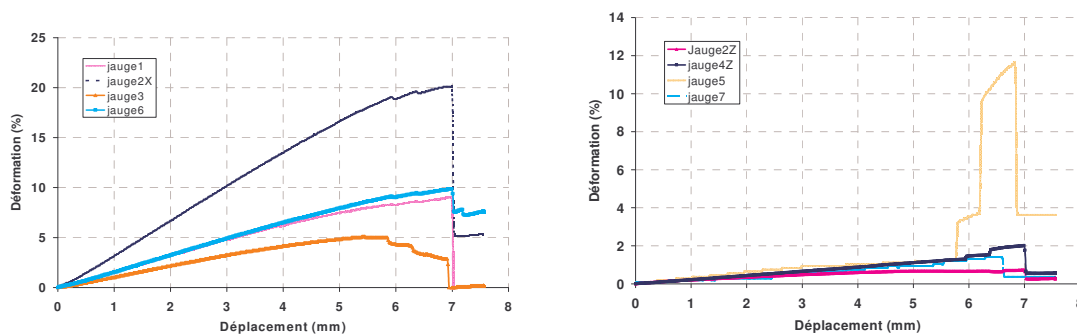 25
20
15
10
5
0
Déformation (%)
jauge1
jauge2X
jauge3
jauge6
0 1 2 3 4 5 6 7 8
Déplacement (mm)
14
12
10
8
6
4
2
0
Déformation (%)
Jauge2Z
jauge4Z
jauge5
jauge7
0 1 2 3 4 5 6 7 8
Déplacement (mm)